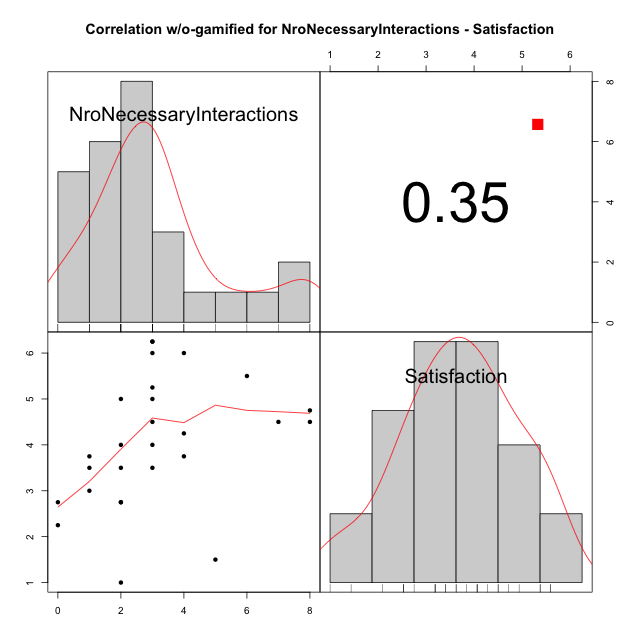 Correlation w/o-gamified for NroNecessaryInteractions - Satisfaction
1 2 3 4 5 6
NroNecessaryInteractions
0.35
0 2 4 6 8
1 2 3 4 5 6
Satisfaction
0 2 4 6 8